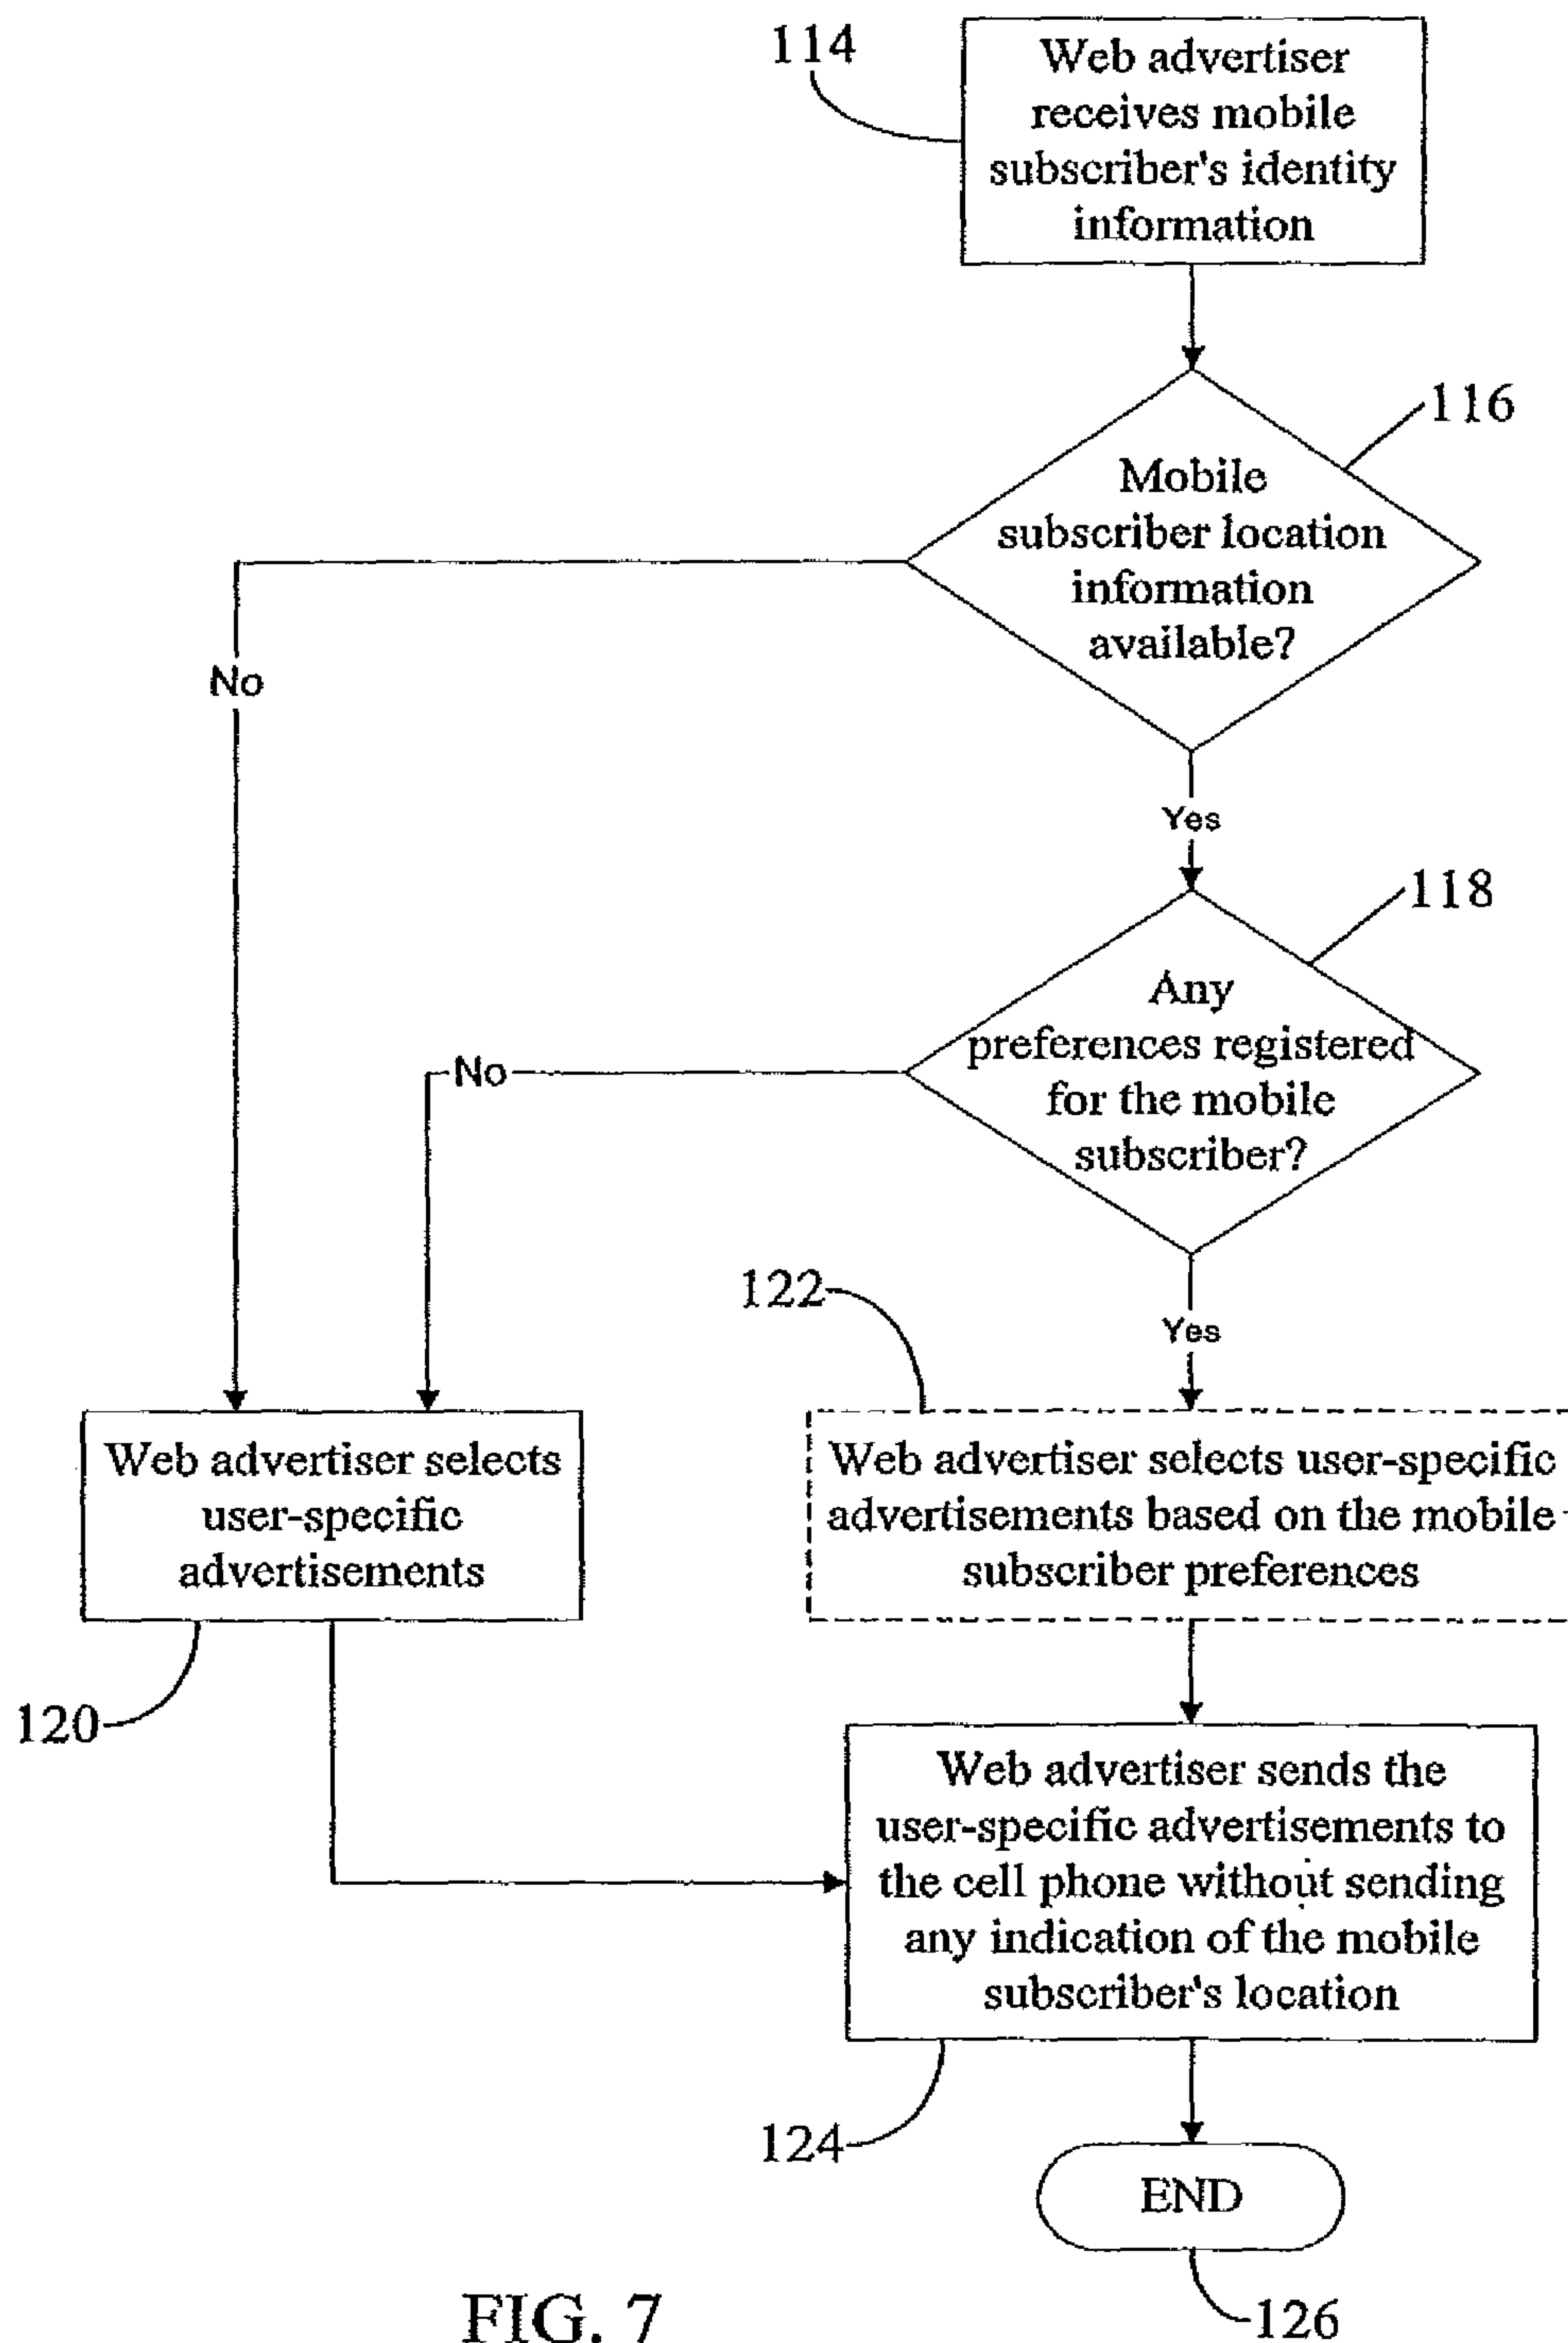 114
Web advertiser
receives mobile
subscriber's identity
information
116
Mobile
subscriber location
information
available?
No
Yes
118
Any
preferences registered
for the mobile
subscriber?
No
122
Yes
Web advertiser selects
user-specific
advertisements
Web advertiser selects user-specific
advertisements based on the mobile
subscriber preferences
120
Web advertiser sends the
user-specific advertisements to
the cell phone without sending
any indication of the mobile
subscriber's location
124
END
126
FIG. 7